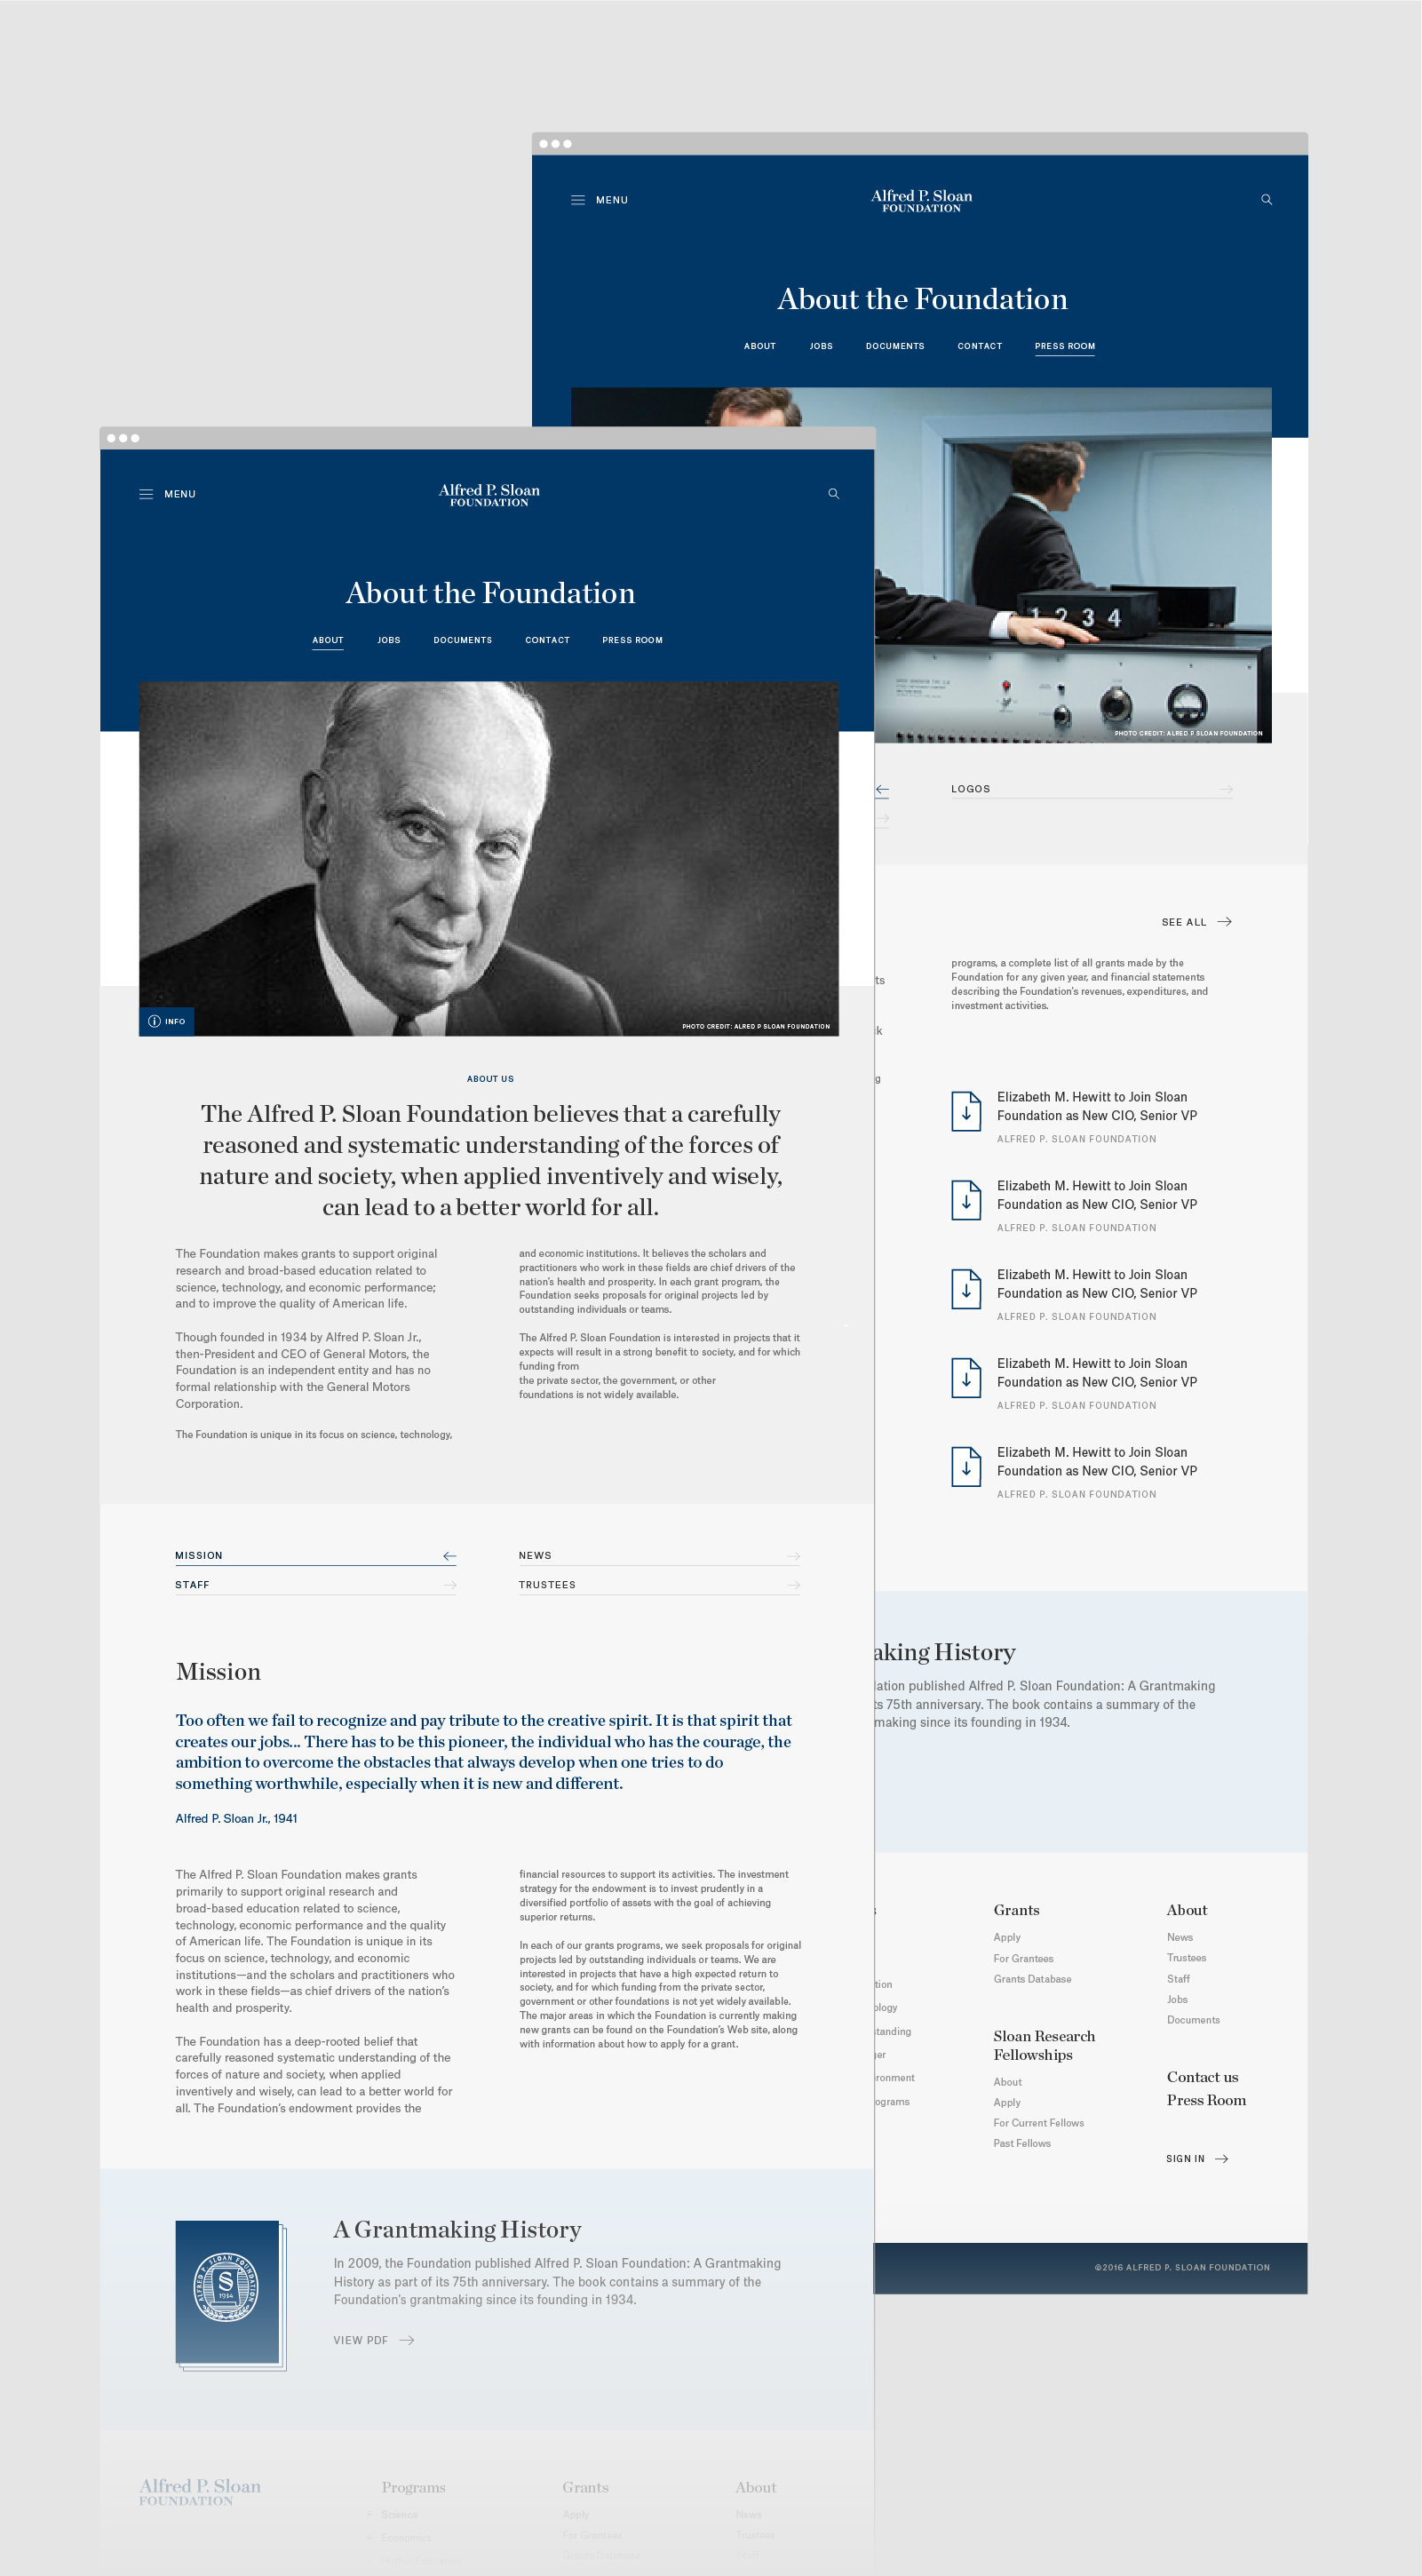 MENU
Alfred P. Sloan
FOUNDATION
About the Foundation
ABOUT JOBS DOCUMENTS CONTACT PRESS ROOM
1 2 3 4
PHOTO CREDIT: ALRED P SLOAN FOUNDATION
LOGOS
SEE ALL
programs, a complete list of all grants made by the
Foundation for any given year, and financial statements
describing the Foundation's revenues, expenditures, and
investment activities.
Elizabeth M. Hewitt to Join Sloan
Foundation as New CIO, Senior VP
ALFRED P. SLOAN FOUNDATION
Elizabeth M. Hewitt to Join Sloan
Foundation as New CIO, Senior VP
ALFRED P. SLOAN FOUNDATION
Elizabeth M. Hewitt to Join Sloan
Foundation as New CIO, Senior VP
ALFRED P. SLOAN FOUNDATION
Elizabeth M. Hewitt to Join Sloan
Foundation as New CIO, Senior VP
ALFRED P. SLOAN FOUNDATION
Elizabeth M. Hewitt to Join Sloan
Foundation as New CIO, Senior VP
ALFRED P. SLOAN FOUNDATION
aking History
lation published Alfred P. Sloan Foundation: A Grantmaking
ts 75th anniversary. The book contains a summary of the
making since its founding in 1934.
Grants
Apply
For Grantees
Grants Database
Sloan Research
Fellowships
About
Apply
For Current Fellows
Past Fellows
About
News
Trustees
Staff
Jobs
Documents
Contact us
Press Room
SIGN IN
©2016 ALFRED P. SLOAN FOUNDATION
MENU
Alfred P. Sloan
FOUNDATION
About the Foundation
ABOUT JOBS DOCUMENTS CONTACT PRESS ROOM
INFO
PHOTO CREDIT: ALRED P SLOAN FOUNDATION
ABOUT US
The Alfred P. Sloan Foundation believes that a carefully
reasoned and systematic understanding of the forces of
nature and society, when applied inventively and wisely,
can lead to a better world for all.
The Foundation makes grants to support original
research and broad-based education related to
science, technology, and economic performance;
and to improve the quality of American life.
Though founded in 1934 by Alfred P. Sloan Jr.,
then-President and CEO of General Motors, the
Foundation is an independent entity and has no
formal relationship with the General Motors
Corporation.
The Foundation is unique in its focus on science, technology,
and economic institutions. It believes the scholars and
practitioners who work in these fields are chief drivers of the
nation's health and prosperity. In each grant program, the
Foundation seeks proposals for original projects led by
outstanding individuals or teams.
The Alfred P. Sloan Foundation is interested in projects that it
expects will result in a strong benefit to society, and for which
funding from
the private sector, the government, or other
foundations is not widely available.
MISSION
STAFF
NEWS
TRUSTEES
Mission
Too often we fail to recognize and pay tribute to the creative spirit. It is that spirit that
creates our jobs... There has to be this pioneer, the individual who has the courage, the
ambition to overcome the obstacles that always develop when one tries to do
something worthwhile, especially when it is new and different.
Alfred P. Sloan Jr., 1941
The Alfred P. Sloan Foundation makes grants
primarily to support original research and
broad-based education related to science,
technology, economic performance and the quality
of American life. The Foundation is unique in its
focus on science, technology, and economic
institutions—and the scholars and practitioners who
work in these fields—as chief drivers of the nation's
health and prosperity.
The Foundation has a deep-rooted belief that
carefully reasoned systematic understanding of the
forces of nature and society, when applied
inventively and wisely, can lead to a better world for
all. The Foundation's endowment provides the
financial resources to support its activities. The investment
strategy for the endowment is to invest prudently in a
diversified portfolio of assets with the goal of achieving
superior returns.
In each of our grants programs, we seek proposals for original
projects led by outstanding individuals or teams. We are
interested in projects that have a high expected return to
society, and for which funding from the private sector,
government or other foundations is not yet widely available.
The major areas in which the Foundation is currently making
new grants can be found on the Foundation's Web site, along
with information about how to apply for a grant.
ALFRED P. SLOAN FOUNDATION
S
1934
A Grantmaking History
In 2009, the Foundation published Alfred P. Sloan Foundation: A Grantmaking
History as part of its 75th anniversary. The book contains a summary of the
Foundation's grantmaking since its founding in 1934.
VIEW PDF
Alfred P. Sloan
FOUNDATION
Programs
Science
Economics
Grants
Apply
For Grantees
Grants Database
About
News
Trustees
Staff